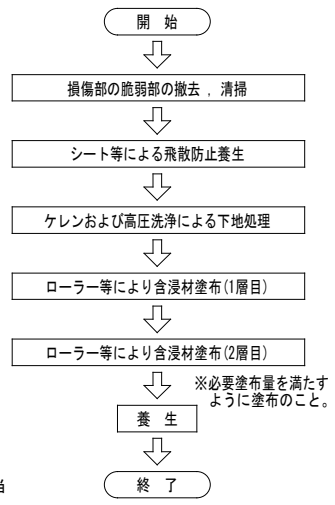 開 始
損傷部の脆弱部の撤去 , 清掃
シート等による飛散防止養生
ケレンおよび高圧洗浄による下地処理
ローラー等により含浸材塗布(1層目)
ローラー等により含浸材塗布(2層目)
※必要塗布量を満たす
ように塗布のこと。
養 生
終 了
当